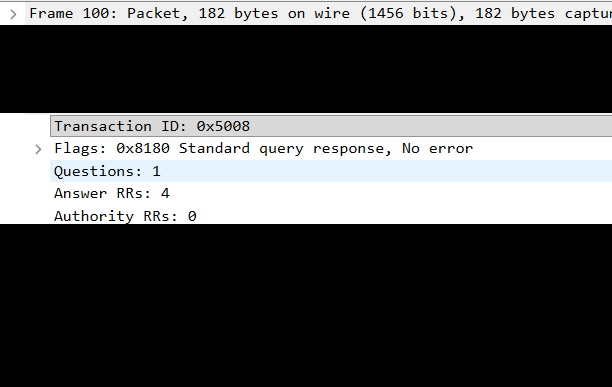 Frame 100: Packet, 182 bytes on wire (1456 bits), 182 bytes
Transaction ID: 0x5008
Flags: 0x8180 Standard query response, No error
Questions: 1
Answer RRs: 4
Authority RRs: 0